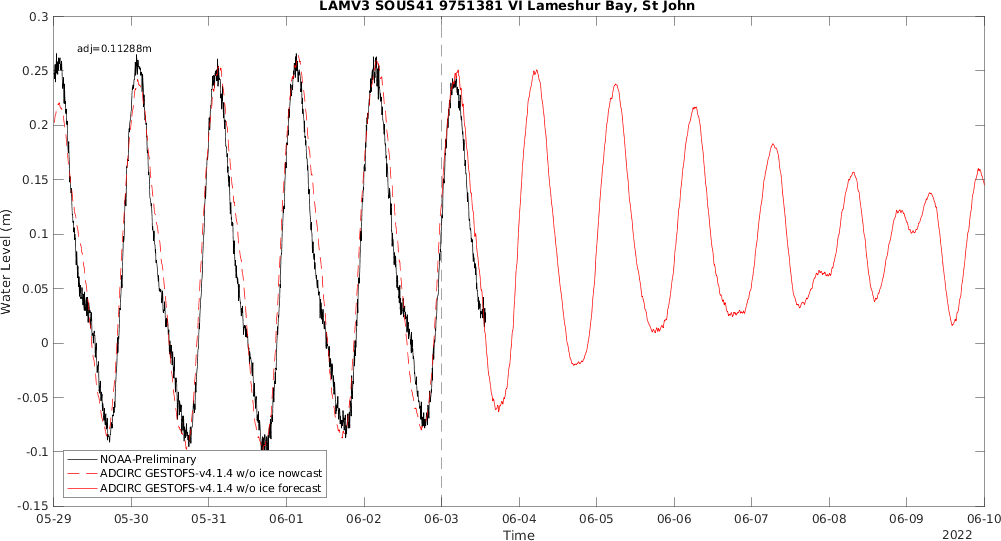 LAMV3 SOUS41 9751381 VI Lameshur Bay, St John
adj=0.11288m
0.3
0.25
0.2
0.15
0.1
0.05
0
-0.05
-0.1
-0.15
Water Level (m)
NOAA-Preliminary
ADCIRC GESTOFS-v4.1.4 w/o ice nowcast
ADCIRC GESTOFS-v4.1.4 w/o ice forecast
05-29 05-30 05-31 06-01 06-02 06-03 06-04 06-05 06-06 06-07 06-08 06-09 06-10
Time
2022